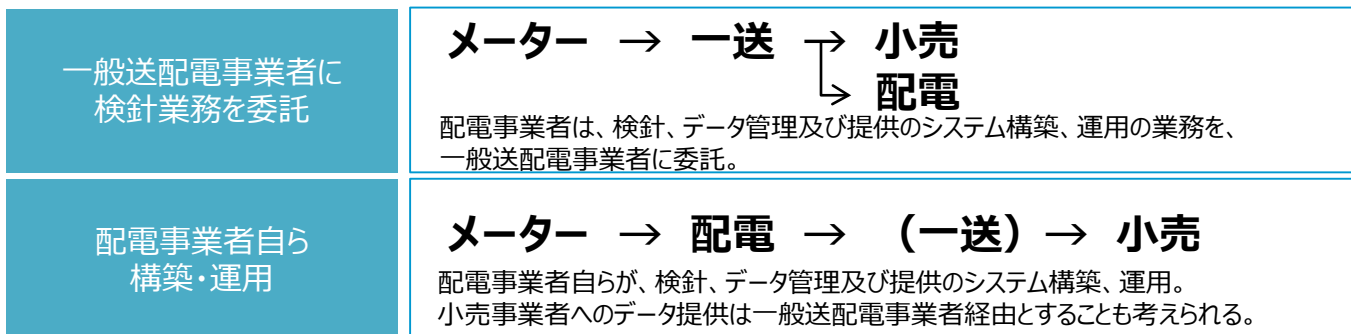 一般送配電事業者に
検針業務を委託
メーター → 一送 → 小売
配電
配電事業者は、検針、データ管理及び提供のシステム構築、運用の業務を、
一般送配電事業者に委託。
配電事業者自ら
構築・運用
メーター → 配電 → （一送）→ 小売
配電事業者自らが、検針、データ管理及び提供のシステム構築、運用。
小売事業者へのデータ提供は一般送配電事業者経由とすることも考えられる。